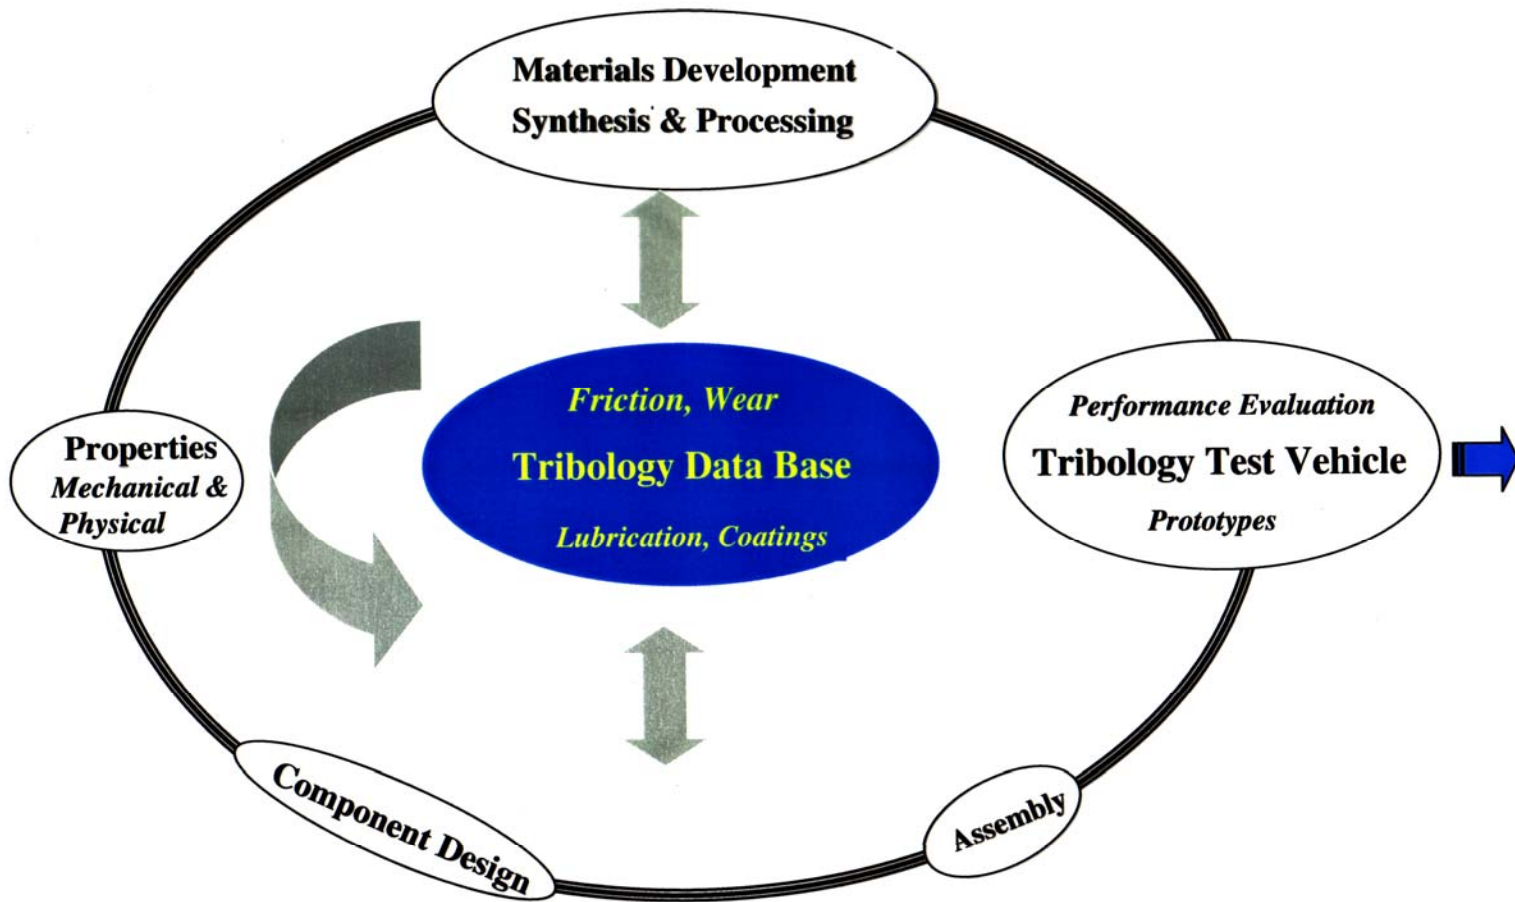 Materials Development
Synthesis & Processing
Friction, Wear
Tribology Data Base
Lubrication, Coatings
Performance Evaluation
Tribology Test Vehicle
Prototypes
Properties
Mechanical &
Physical
Component Design
Assembly